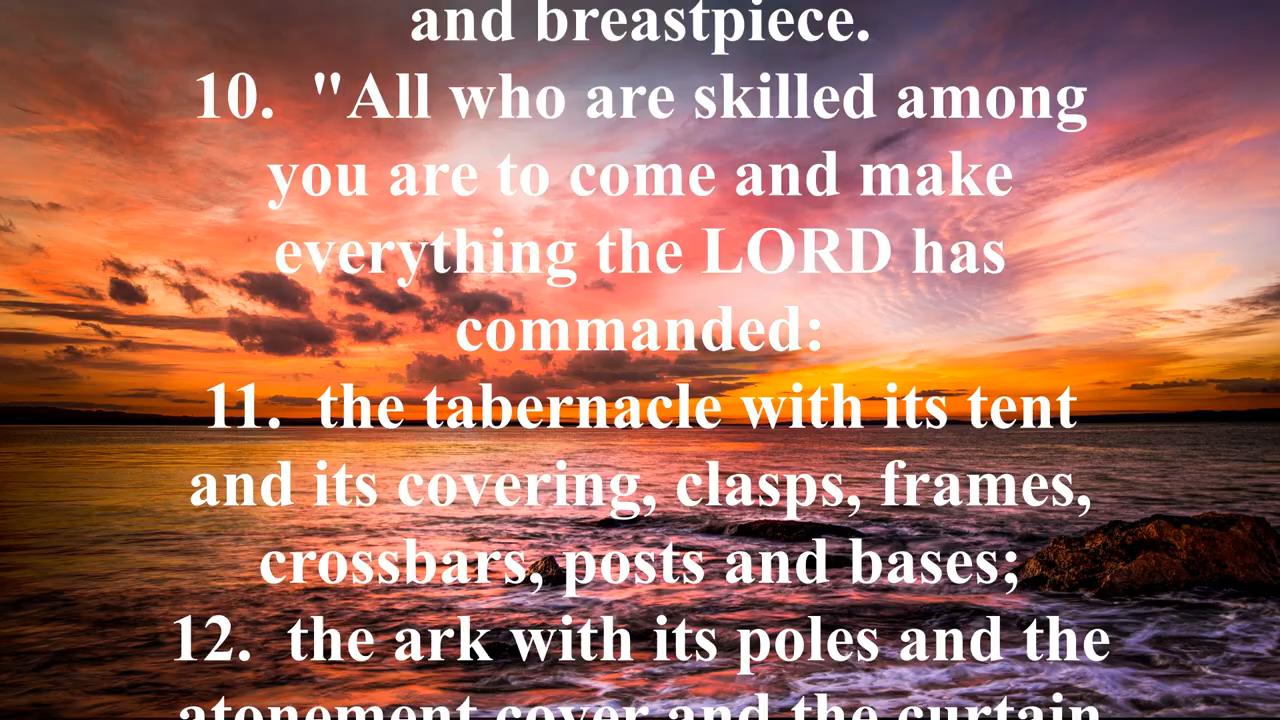 and breastpiece.
10.  "All who are skilled among
you are to come and make
everything the LORD has
commanded:
11.  the tabernacle with its tent
and its covering, clasps, frames,
crossbars, posts and bases;
12.  the ark with its poles and the
atonement cover and the curtain